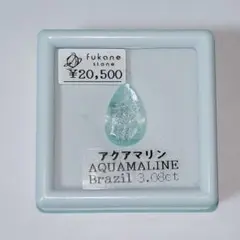 fukane
stone
¥20,500
アクアマリン
AQUAMALINE
Brazil 3.08ct